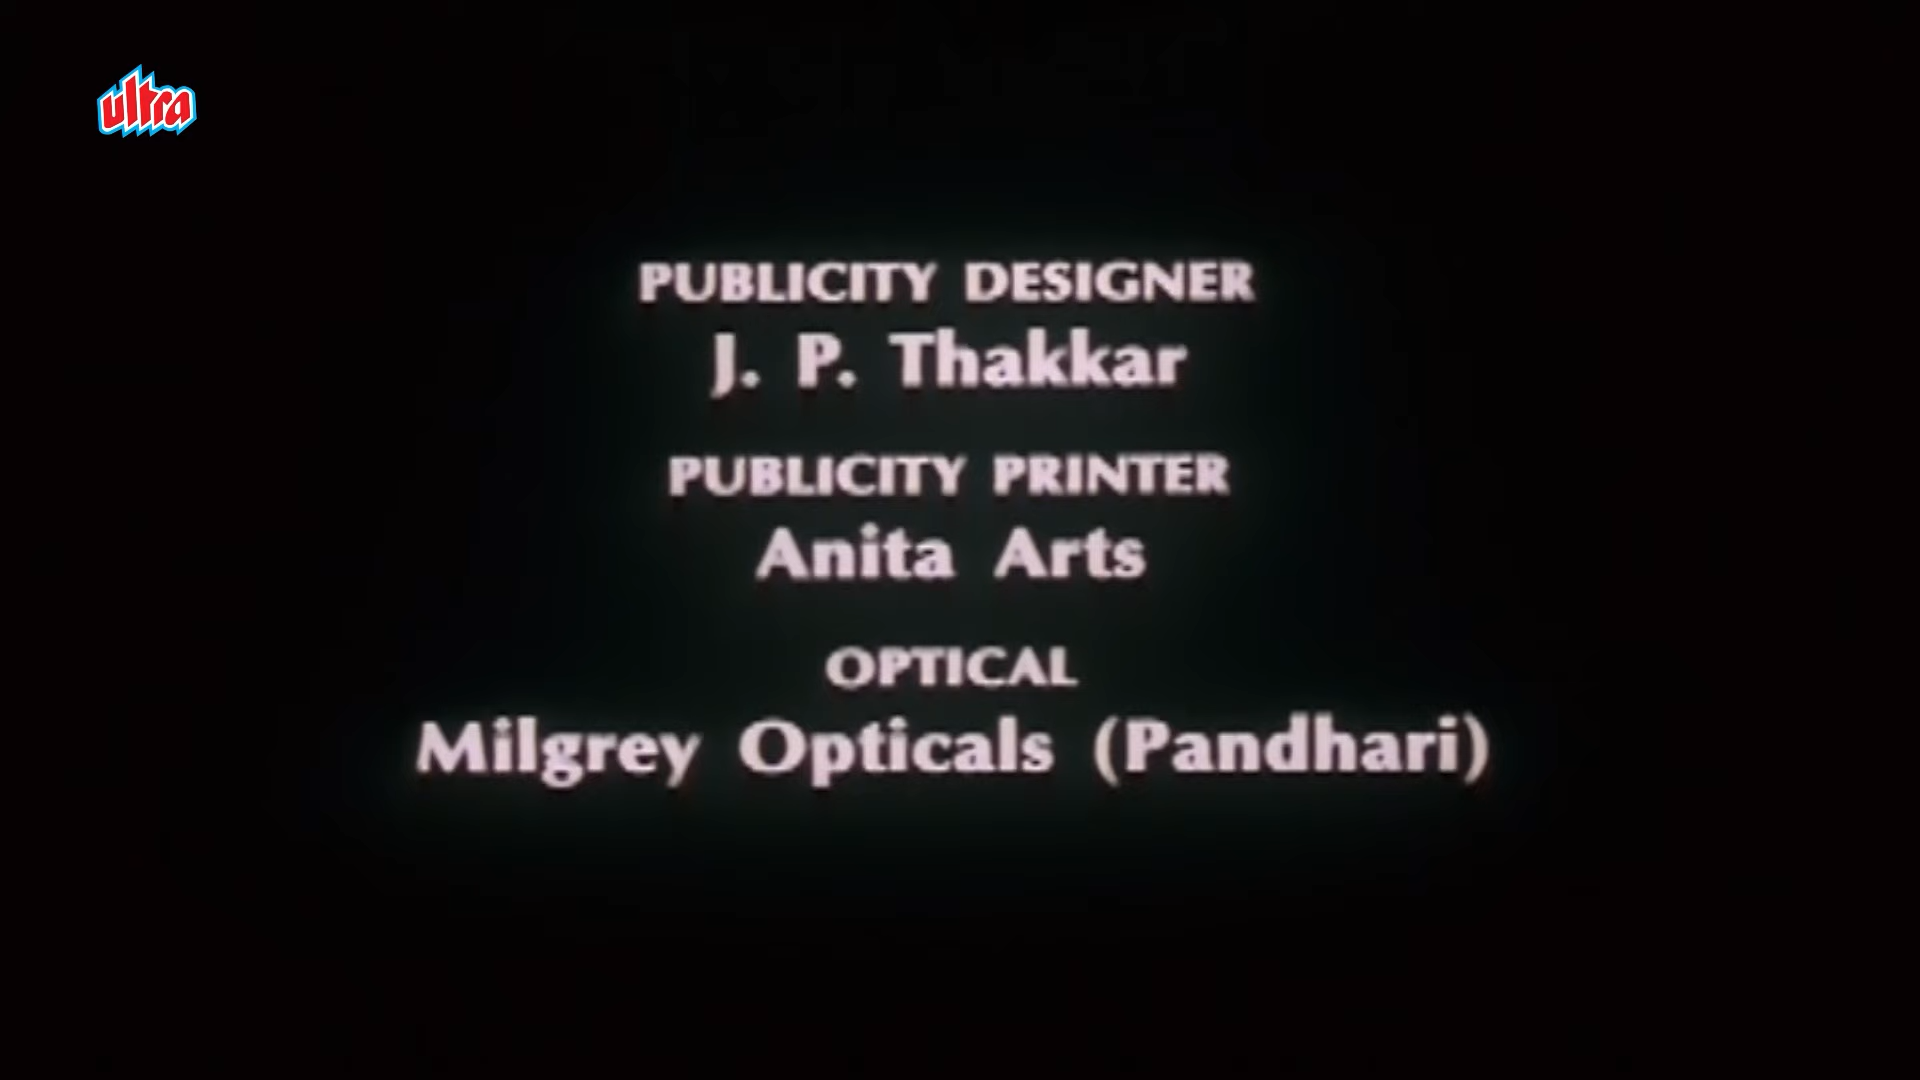 ultra
PUBLICITY DESIGNER
J. P. Thakkar
PUBLICITY PRINTER
Anita Arts
OPTICAL
Milgrey Opticals (Pandhari)